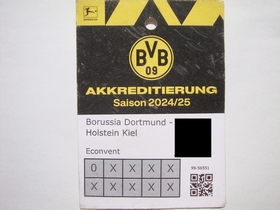 BVB
09
AKKREDITIERUNG
Saison 2024/25
Borussia Dortmund -
Holstein Kiel
Econvent
0 X X X X
X X X X X